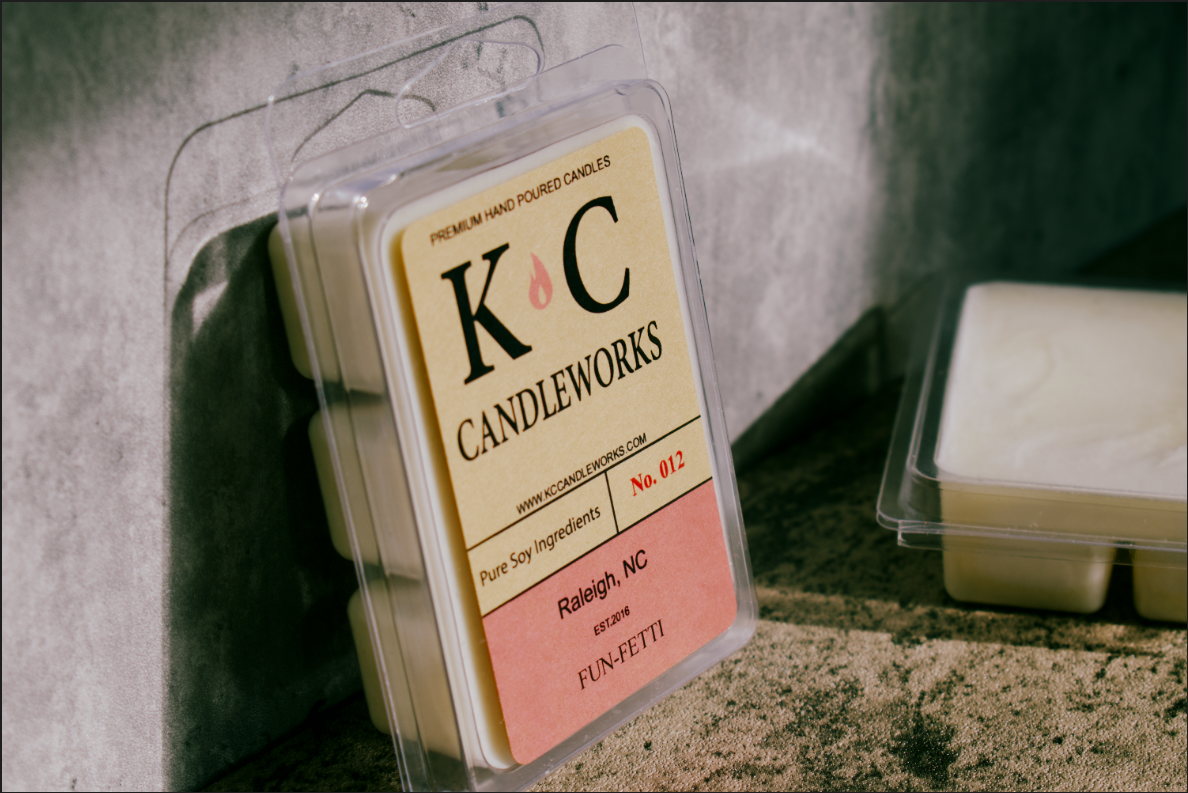 PREMIUM HAND POURED CANDLES
K C
CANDLEWORKS
WWW.KCCANDLEWORKS.COM
Pure Soy Ingredients
No. 012
Raleigh, NC
EST.2016
FUN-FETTI